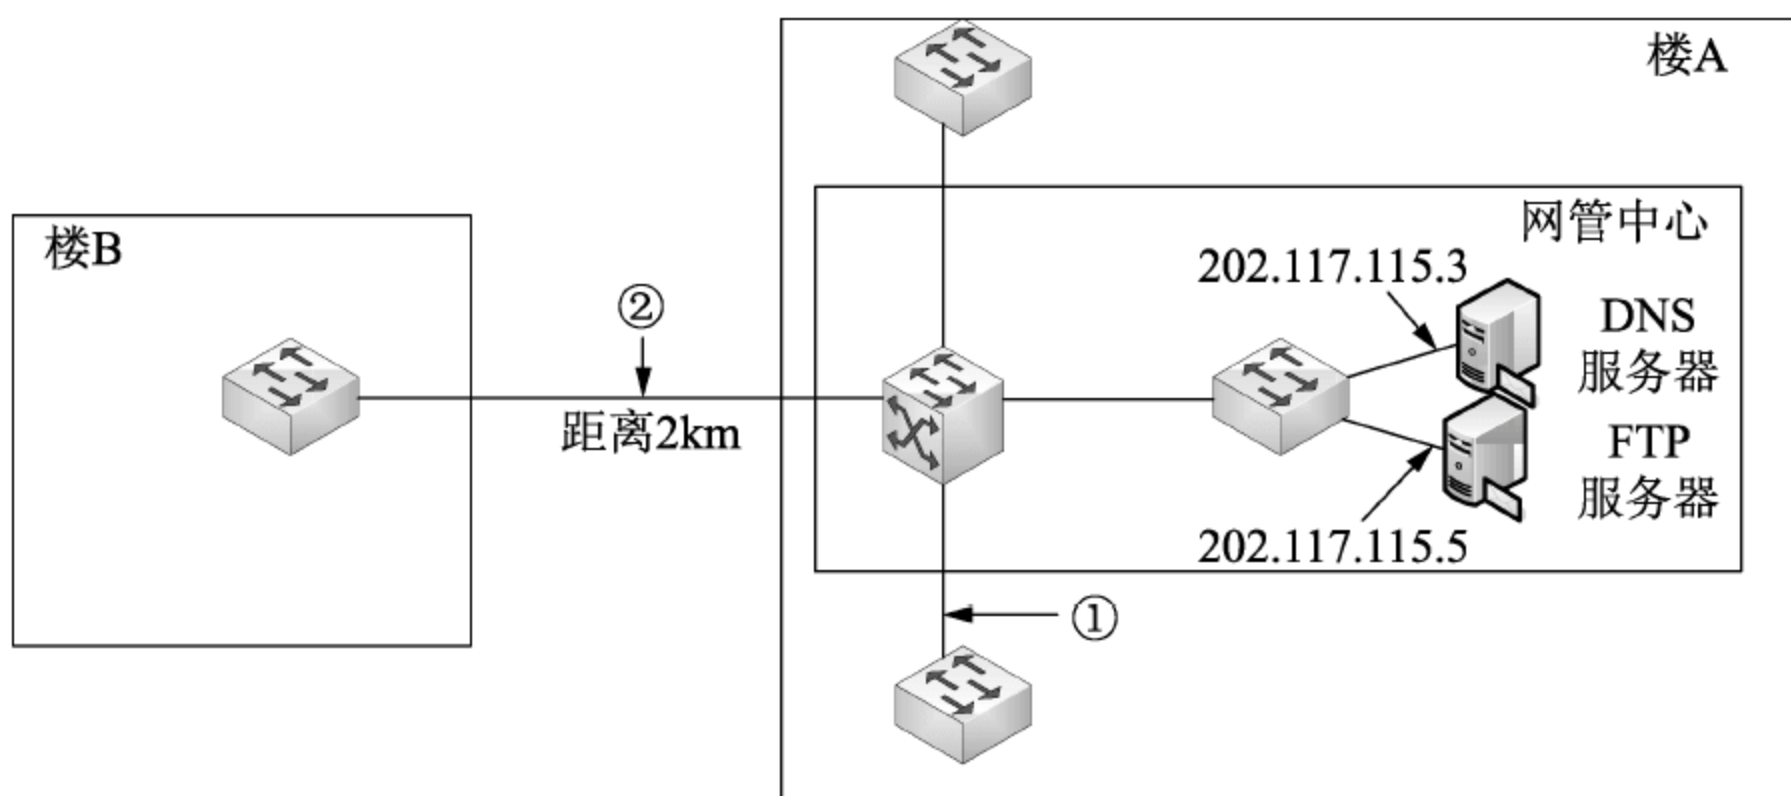 楼A
网管中心
楼B
202.117.115.3
②
DNS
服务器
距离2km
FTP
服务器
202.117.115.5
①